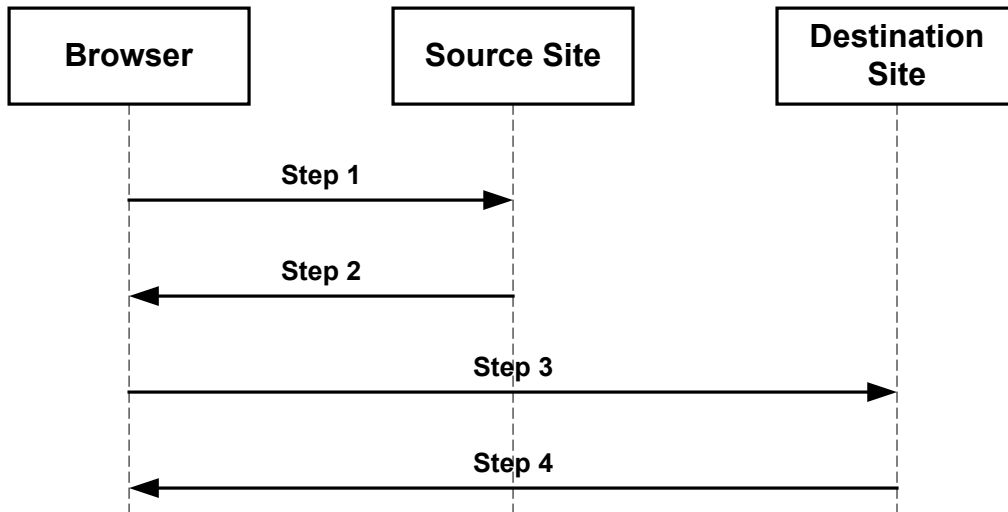 Browser
Source Site
Destination
Site
Step 1
Step 2
Step 3
Step 4